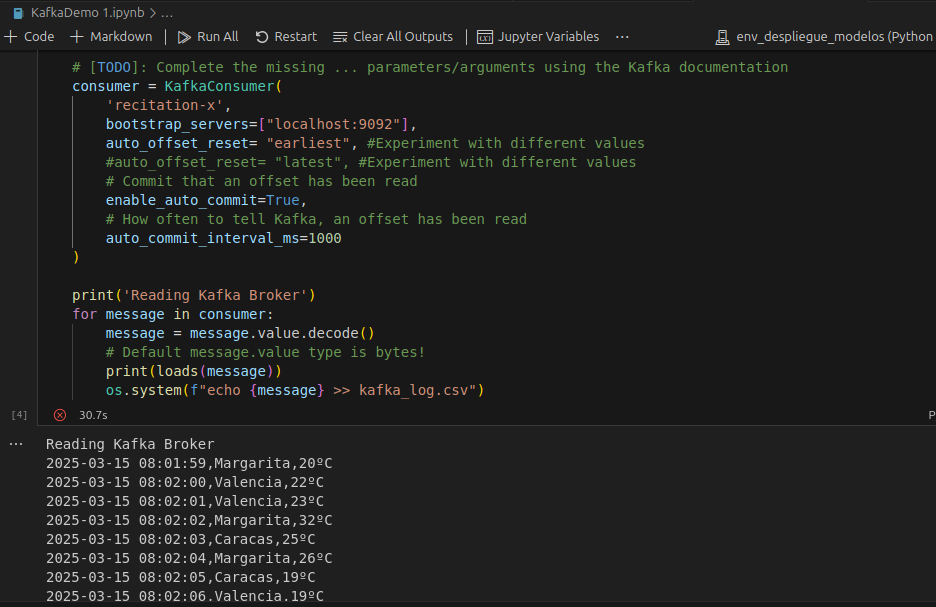 KafkaDemo 1.ipynb > ...
+ Code + Markdown | Run All Restart Clear All Outputs | Jupyter Variables ... env_despliegue_modelos (Python
# [TODO]: Complete the missing ... parameters/arguments using the Kafka documentation
consumer = KafkaConsumer(
    'recitation-x',
    bootstrap_servers=["localhost:9092"],
    auto_offset_reset= "earliest", #Experiment with different values
    #auto_offset_reset= "latest", #Experiment with different values
    # Commit that an offset has been read
    enable_auto_commit=True,
    # How often to tell Kafka, an offset has been read
    auto_commit_interval_ms=1000
)
print('Reading Kafka Broker')
for message in consumer:
    message = message.value.decode()
    # Default message.value type is bytes!
    print(loads(message))
    os.system(f"echo {message} >> kafka_log.csv")
[4] 30.7s P
... Reading Kafka Broker
2025-03-15 08:01:59,Margarita,20ºC
2025-03-15 08:02:00,Valencia,22ºC
2025-03-15 08:02:01,Valencia,23ºC
2025-03-15 08:02:02,Margarita,32ºC
2025-03-15 08:02:03,Caracas,25ºC
2025-03-15 08:02:04,Margarita,26ºC
2025-03-15 08:02:05,Caracas,19ºC
2025-03-15 08:02:06,Valencia,19ºC